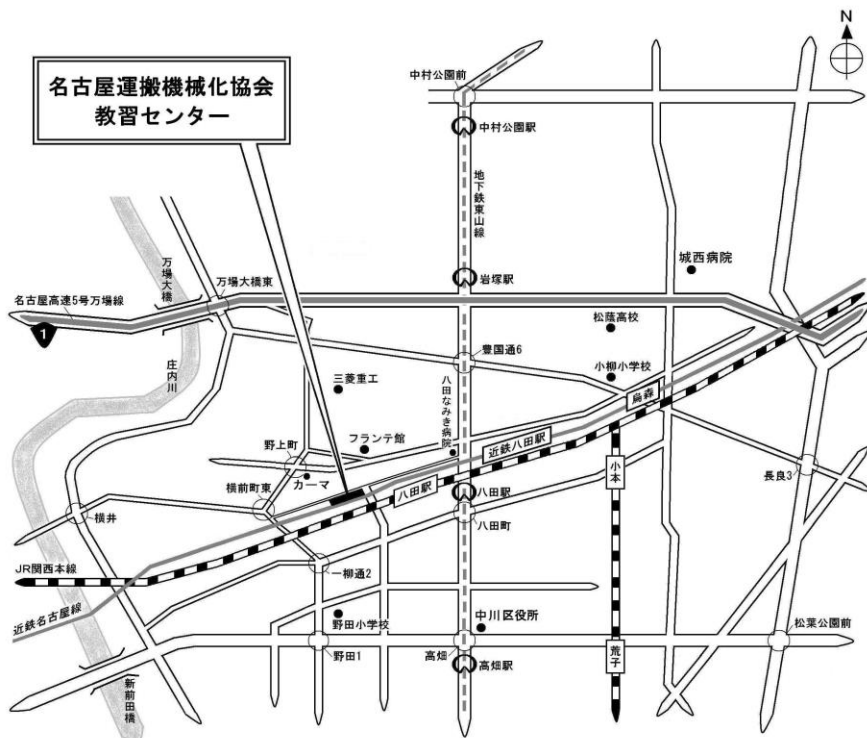 N
中村公園前
名古屋運搬機械化協会
教習センター
中村公園駅
地下鉄東山線
城西病院
岩塚駅
万場大橋
万場大橋東
名古屋高速5号万場線
1
松蔭高校
豊国通6
庄内川
小柳小学校
三菱重工
八田なみき病院
烏森
フランテ館
野上町
近鉄八田駅
小本
長良3
カーマ
横前町東
八田駅
八田駅
横井
八田町
JR関西本線
一柳通2
近鉄名古屋線
野田小学校
中川区役所
松葉公園前
野田1
高畑
荒子
高畑駅
新前田橋